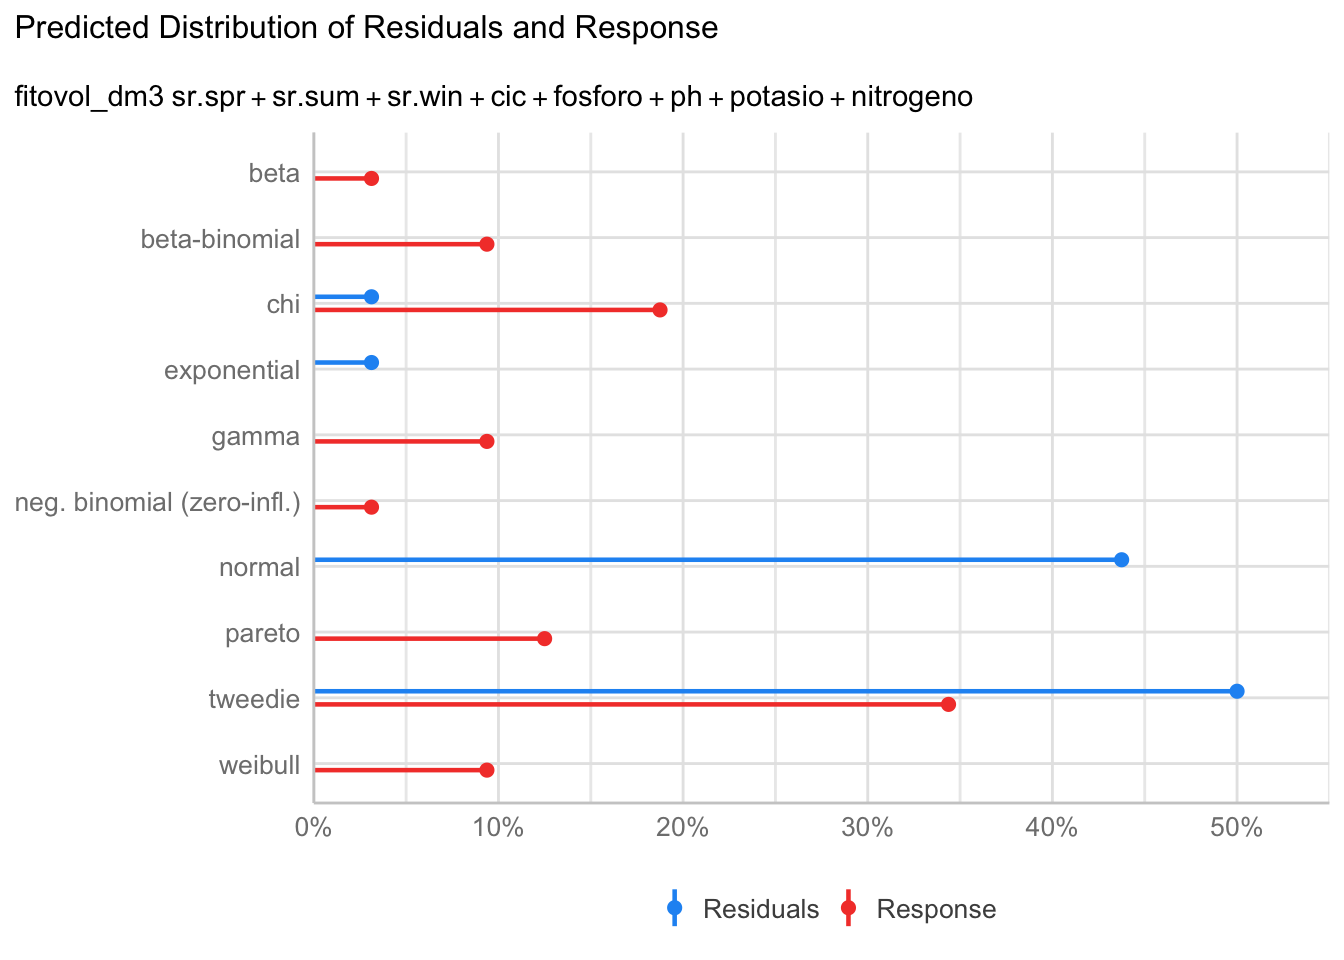 Predicted Distribution of Residuals and Response
fitovol_dm3 sr.spr + sr.sum + sr.win + cic + fosforo + ph + potasio + nitrogeno
beta
beta-binomial
chi
exponential
gamma
neg. binomial (zero-infl.)
normal
pareto
tweedie
weibull
0% 10% 20% 30% 40% 50%
Residuals Response